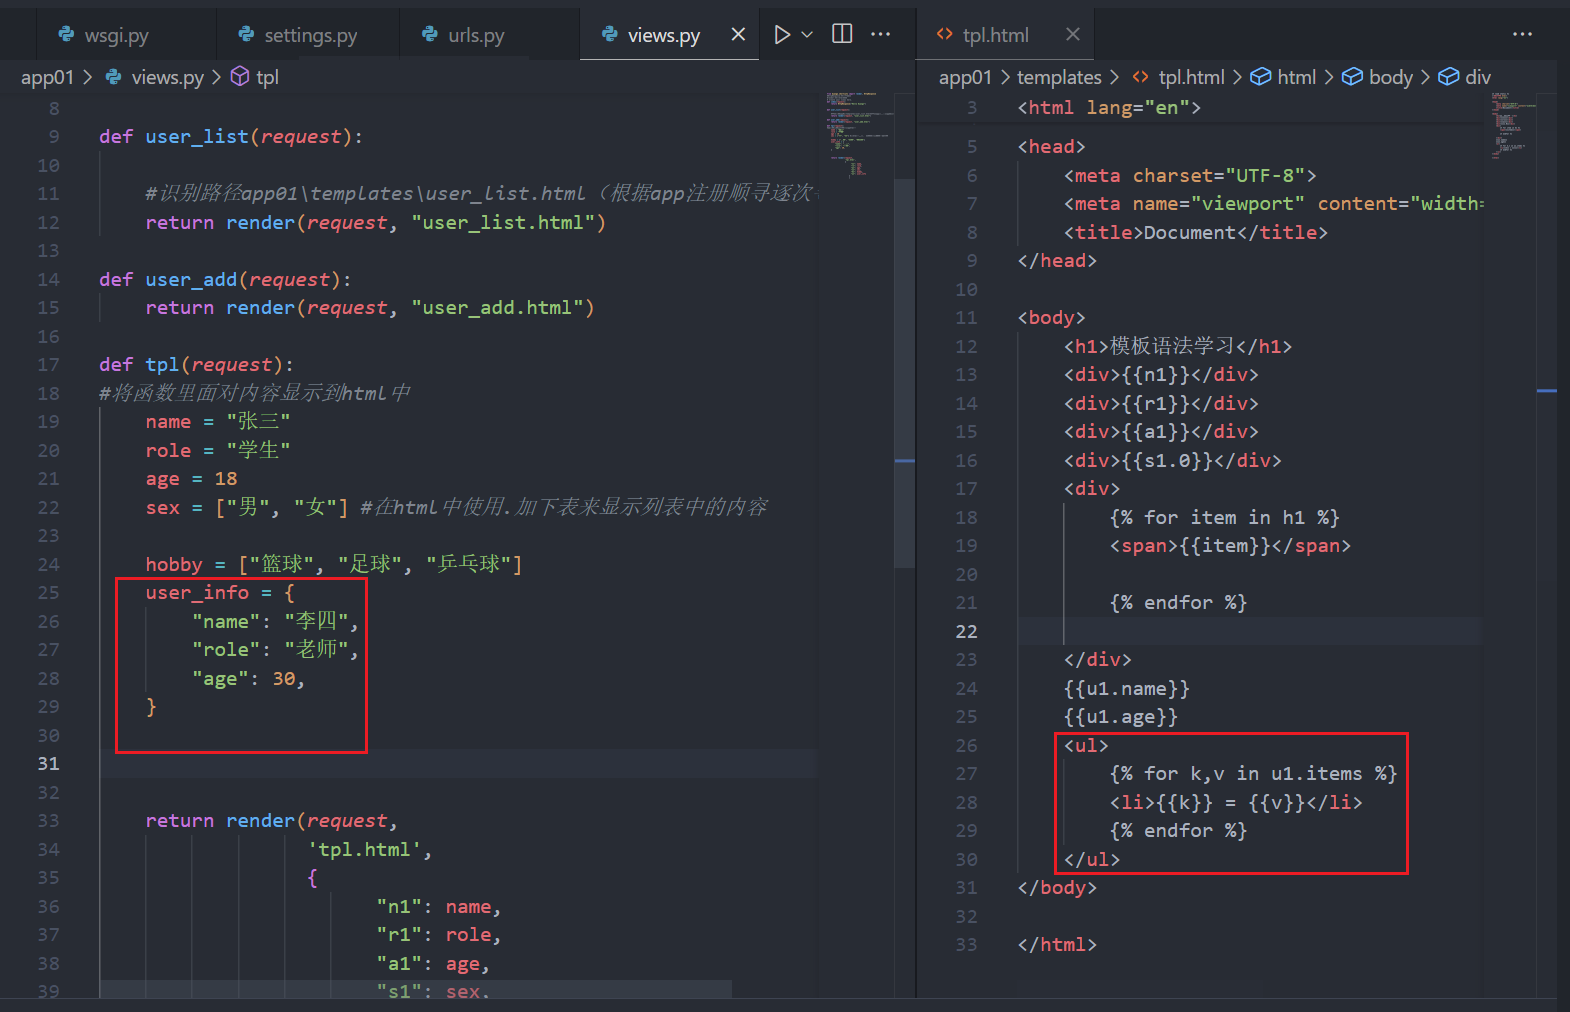 wsgi.py settings.py urls.py views.py tpl.html
app01 > views.py > tpl
8
9 def user_list(request):
10
11 #识别路径app01\templates\user_list.html（根据app注册顺寻逐次
12 return render(request, "user_list.html")
13
14 def user_add(request):
15 return render(request, "user_add.html")
16
17 def tpl(request):
18 #将函数里面对内容显示到html中
19 name = "张三"
20 role = "学生"
21 age = 18
22 sex = ["男", "女"] #在html中使用.加下表来显示列表中的内容
23
24 hobby = ["篮球", "足球", "乒乓球"]
25 user_info = {
26 "name": "李四",
27 "role": "老师",
28 "age": 30,
29 }
30
31
32
33 return render(request,
34 'tpl.html',
35 {
36 "n1": name,
37 "r1": role,
38 "a1": age,
39 "s1": sex,
app01 > templates > tpl.html > html > body > div
3 <html lang="en">
5 <head>
6 <meta charset="UTF-8">
7 <meta name="viewport" content="width=
8 <title>Document</title>
9 </head>
10
11 <body>
12 <h1>模板语法学习</h1>
13 <div>{{n1}}</div>
14 <div>{{r1}}</div>
15 <div>{{a1}}</div>
16 <div>{{s1.0}}</div>
17 <div>
18 {% for item in h1 %}
19 <span>{{item}}</span>
20
21 {% endfor %}
22
23 </div>
24 {{u1.name}}
25 {{u1.age}}
26 <ul>
27 {% for k,v in u1.items %}
28 <li>{{k}} = {{v}}</li>
29 {% endfor %}
30 </ul>
31 </body>
32
33 </html>